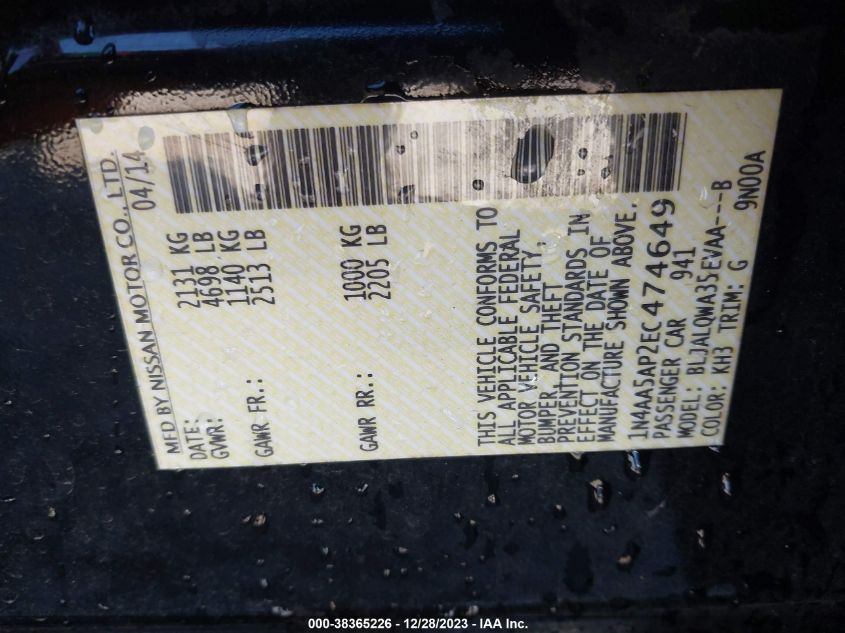 MFD BY NISSAN MOTOR CO., LTD.
DATE: 04/14
GVWR: 2131 KG
4698 LB
GAWR FR.: 1140 KG
2513 LB
GAWR RR.: 1000 KG
2205 LB
THIS VEHICLE CONFORMS TO
ALL APPLICABLE FEDERAL
MOTOR VEHICLE SAFETY,
BUMPER, AND THEFT
PREVENTION STANDARDS IN
EFFECT ON THE DATE OF
MANUFACTURE SHOWN ABOVE.
1N4AA5AP2EC474649
PASSENGER CAR 941
MODEL: BLJALQWA35EVAA---B
COLOR: KH3 TRIM: G 9N00A
000-38365226 - 12/28/2023 - IAA Inc.